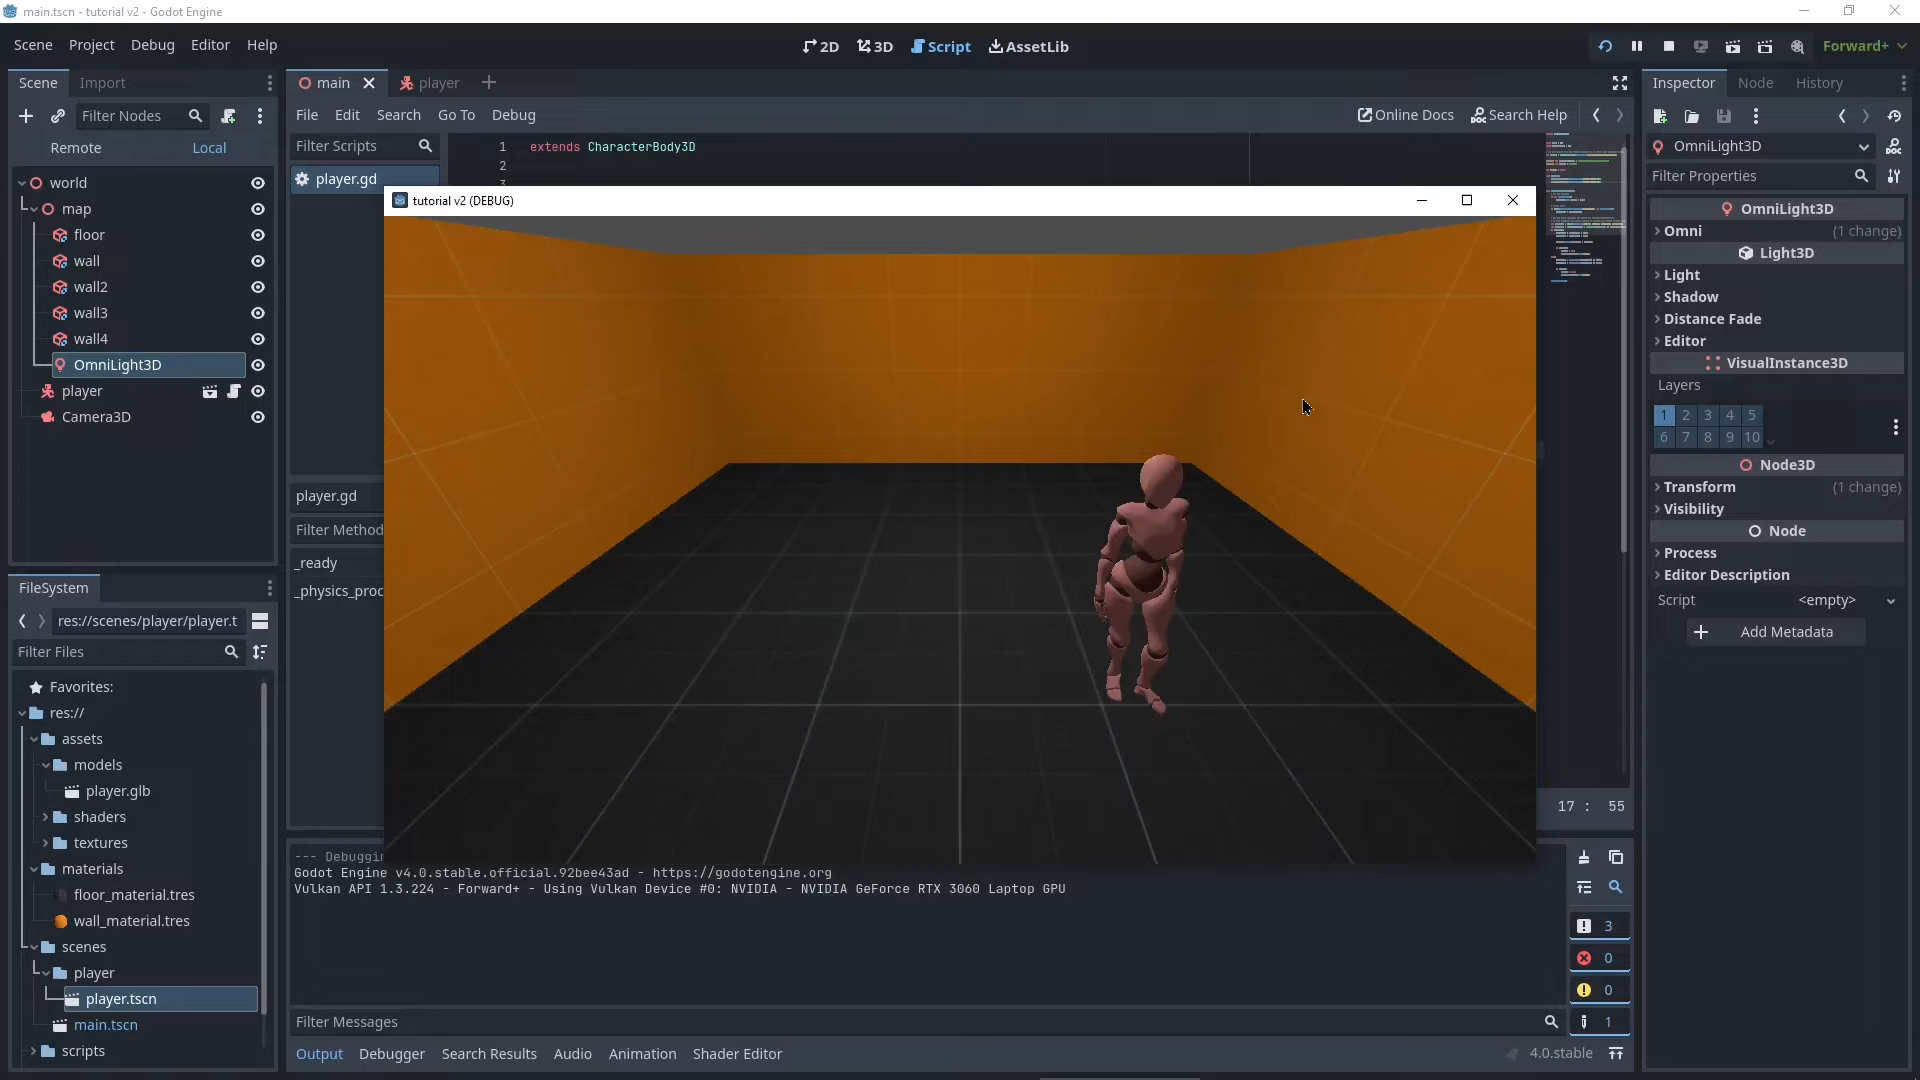 main.tscn - tutorial v2 - Godot Engine
Scene Project Debug Editor Help
2D 3D Script AssetLib
Forward+
Scene Import
Filter Nodes
Remote Local
world
map
floor
wall
wall2
wall3
wall4
OmniLight3D
player
Camera3D
FileSystem
res://scenes/player/player.t
Filter Files
Favorites:
res://
assets
models
player.glb
shaders
textures
materials
floor_material.tres
wall_material.tres
scenes
player
player.tscn
main.tscn
scripts
main player
File Edit Search Go To Debug
Online Docs Search Help
Filter Scripts
player.gd
1 extends CharacterBody3D
2
3
tutorial v2 (DEBUG)
player.gd
Filter Method
_ready
_physics_proc
17 : 55
--- Debuggin
Godot Engine v4.0.stable.official.92bee43ad - https://godotengine.org
Vulkan API 1.3.224 - Forward+ - Using Vulkan Device #0: NVIDIA - NVIDIA GeForce RTX 3060 Laptop GPU
3
0
0
1
Filter Messages
Output Debugger Search Results Audio Animation Shader Editor
4.0.stable
Inspector Node History
OmniLight3D
Filter Properties
OmniLight3D
Omni (1 change)
Light3D
Light
Shadow
Distance Fade
Editor
VisualInstance3D
Layers
1 2 3 4 5
6 7 8 9 10
Node3D
Transform (1 change)
Visibility
Node
Process
Editor Description
Script <empty>
Add Metadata